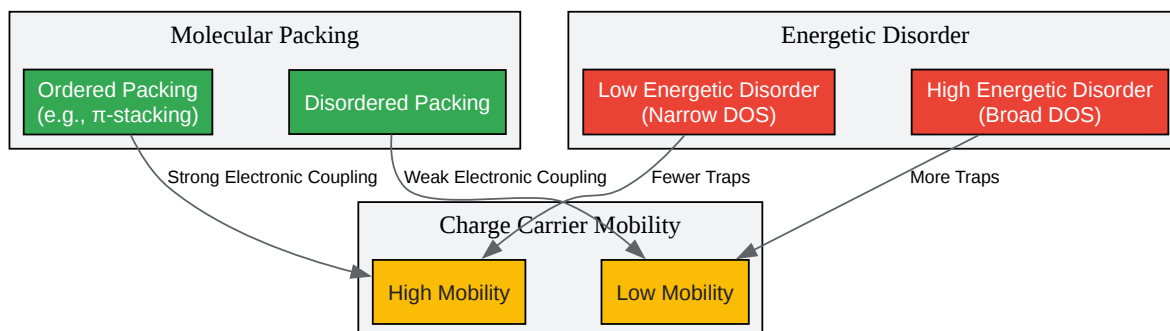 Molecular Packing
Energetic Disorder
Ordered Packing
(e.g., π-stacking)
Disordered Packing
Low Energetic Disorder
(Narrow DOS)
High Energetic Disorder
(Broad DOS)
Strong Electronic Coupling
Weak Electronic Coupling
Fewer Traps
More Traps
Charge Carrier Mobility
High Mobility
Low Mobility